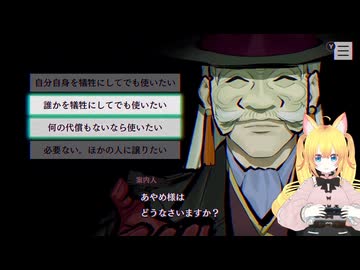 Y
自分自身を犠牲にしてでも使いたい
誰かを犠牲にしてでも使いたい
何の代償もないなら使いたい
必要ない、ほかの人に譲りたい
案内人
あやめ様は
どうなさいますか？